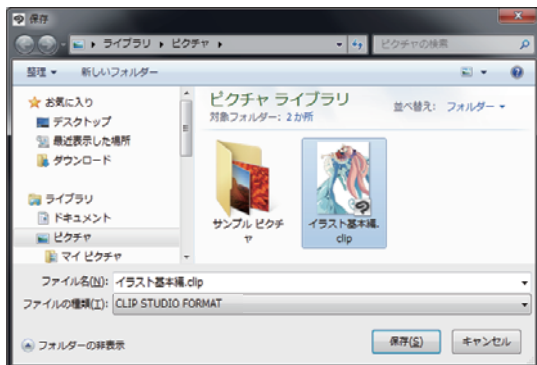 保存
ライブラリ ▸ ピクチャ ▸
ピクチャの検索
整理 ▼ 新しいフォルダー
お気に入り
デスクトップ
最近表示した場所
ダウンロード
ライブラリ
ドキュメント
ピクチャ
マイ ピクチャ
ピクチャ ライブラリ
対象フォルダー: 2 か所
並べ替え: フォルダー ▼
サンプル ピクチ
ャ
イラスト基本編.
clip
ファイル名(N): イラスト基本編.clip
ファイルの種類(T): CLIP STUDIO FORMAT
フォルダーの非表示
保存(S)
キャンセル